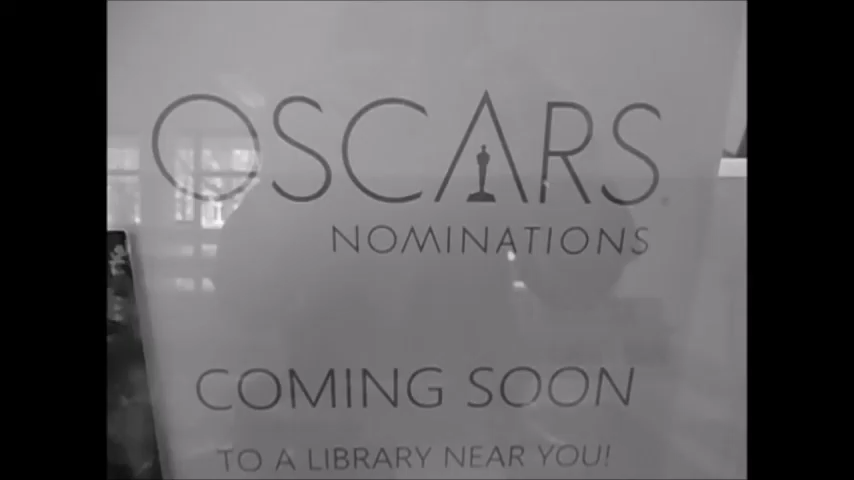 OSCARS
NOMINATIONS
COMING SOON
TO A LIBRARY NEAR YOU!